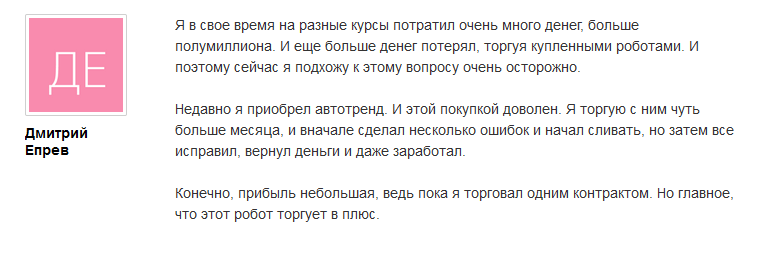 ДЕ
Дмитрий
Епрев
Я в свое время на разные курсы потратил очень много денег, больше
полумиллиона. И еще больше денег потерял, торгуя купленными роботами. И
поэтому сейчас я подхожу к этому вопросу очень осторожно.
Недавно я приобрел автотренд. И этой покупкой доволен. Я торгую с ним чуть
больше месяца, и вначале сделал несколько ошибок и начал сливать, но затем все
исправил, вернул деньги и даже заработал.
Конечно, прибыль небольшая, ведь пока я торговал одним контрактом. Но главное,
что этот робот торгует в плюс.